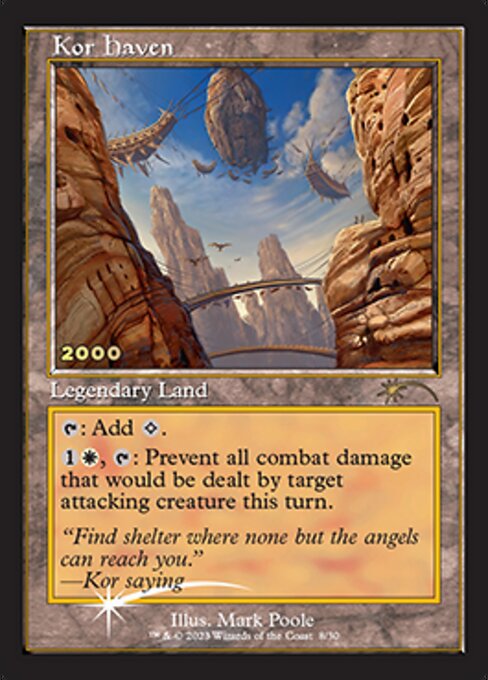 Kor Haven
2000
Legendary Land
: Add .
1, : Prevent all combat damage
that would be dealt by target
attacking creature this turn.
“Find shelter where none but the angels
can reach you.”
—Kor saying
Illus. Mark Poole
™ & © 2023 Wizards of the Coast 8/30